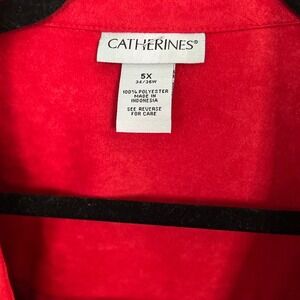 CATHERINES®
5X
34/36W
100% POLYESTER
MADE IN
INDONESIA
SEE REVERSE
FOR CARE